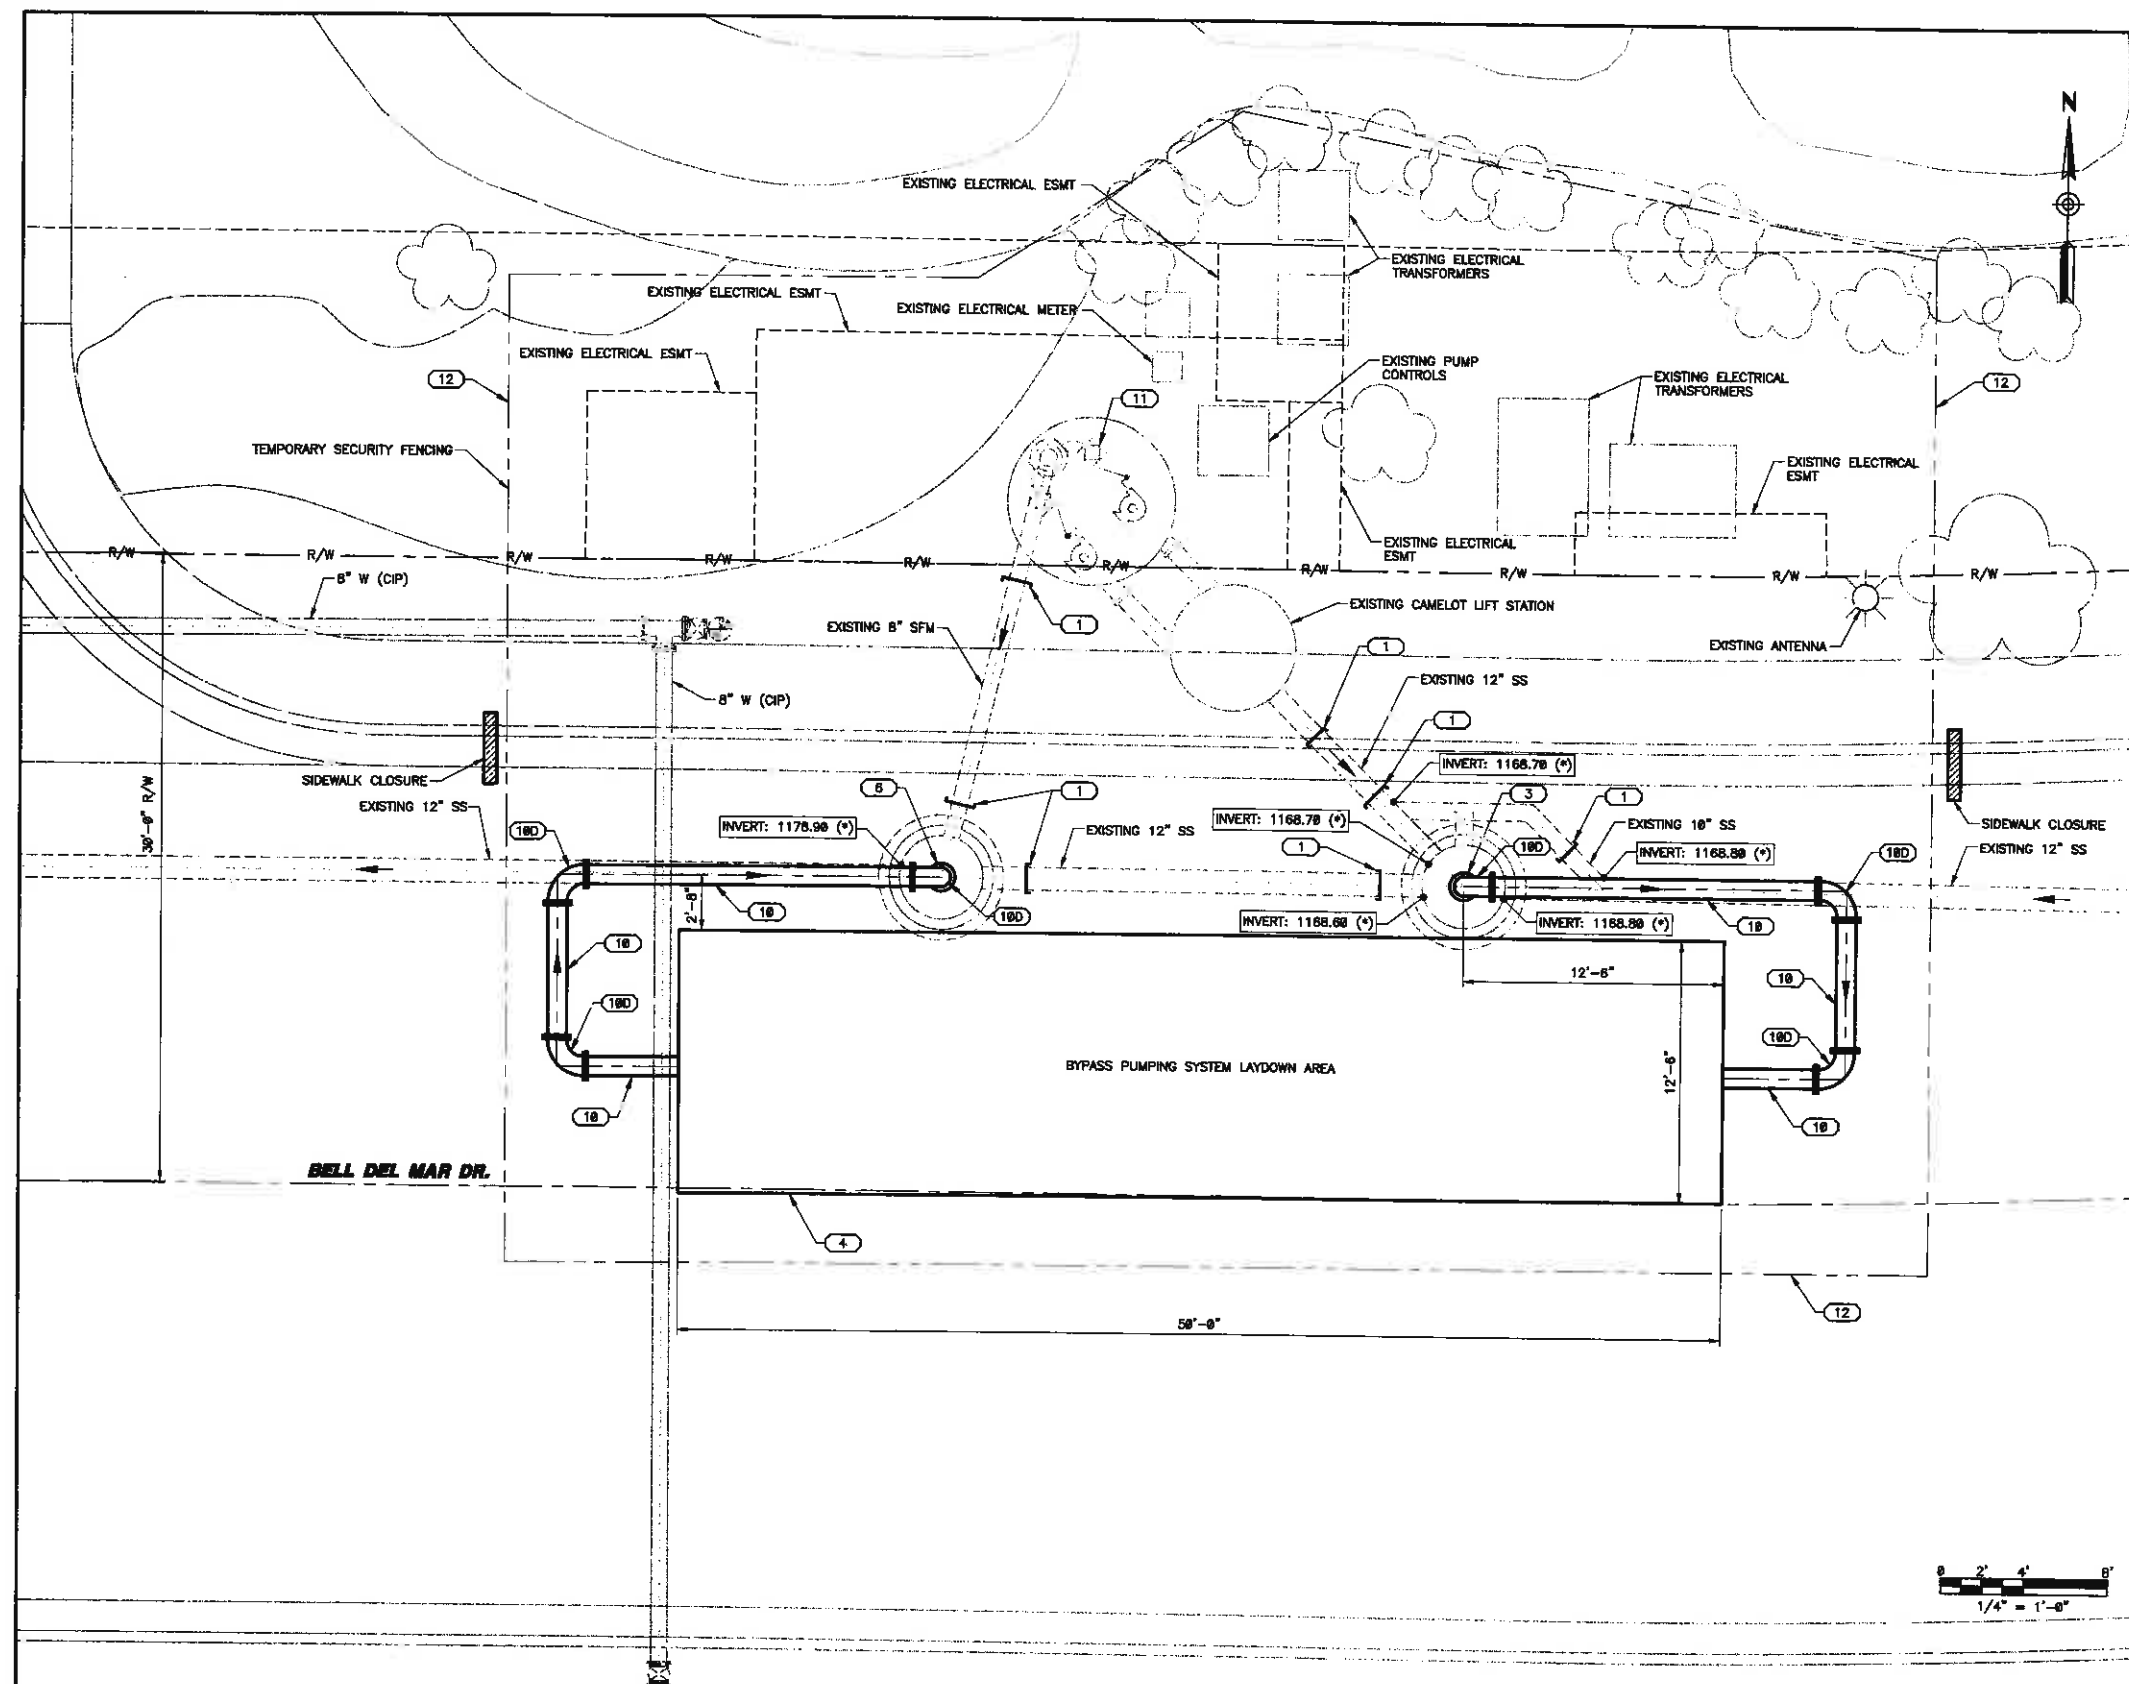 N
EXISTING ELECTRICAL ESMT
EXISTING ELECTRICAL
TRANSFORMERS
EXISTING ELECTRICAL ESMT
EXISTING ELECTRICAL METER
EXISTING ELECTRICAL ESMT
12
EXISTING PUMP
CONTROLS
EXISTING ELECTRICAL
TRANSFORMERS
12
11
TEMPORARY SECURITY FENCING
EXISTING ELECTRICAL
ESMT
EXISTING ELECTRICAL
ESMT
R/W
R/W
R/W
R/W
R/W
R/W
R/W
R/W
R/W
R/W
8" W (CIP)
EXISTING CAMELOT LIFT STATION
EXISTING 8" SFM
1
1
EXISTING ANTENNA
EXISTING 12" SS
8" W (CIP)
1
INVERT: 1168.70 (*)
SIDEWALK CLOSURE
EXISTING 12" SS
6
1
3
1
30'-0" R/W
10D
INVERT: 1178.90 (*)
EXISTING 12" SS
INVERT: 1168.70 (*)
EXISTING 10" SS
SIDEWALK CLOSURE
1
10D
INVERT: 1168.80 (*)
10D
EXISTING 12" SS
2'-8"
10
10D
INVERT: 1168.60 (*)
INVERT: 1168.80 (*)
10
10
12'-6"
10
10D
10D
BYPASS PUMPING SYSTEM LAYDOWN AREA
12'-6"
10
10
BELL DEL MAR DR.
4
12
50'-0"
0 2' 4' 8'
1/4" = 1'-0"